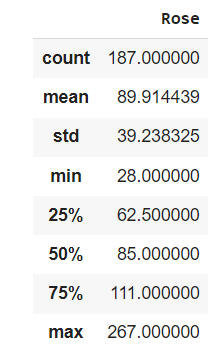 Rose
count 187.000000
mean 89.914439
std 39.238325
min 28.000000
25% 62.500000
50% 85.000000
75% 111.000000
max 267.000000